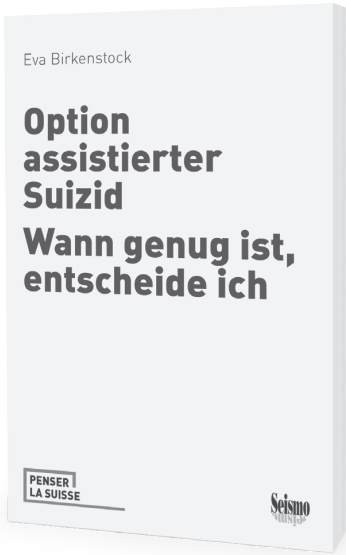 Eva Birkenstock
Option
assistierter
Suizid
Wann genug ist,
entscheide ich
PENSER
LA SUISSE
Seismo